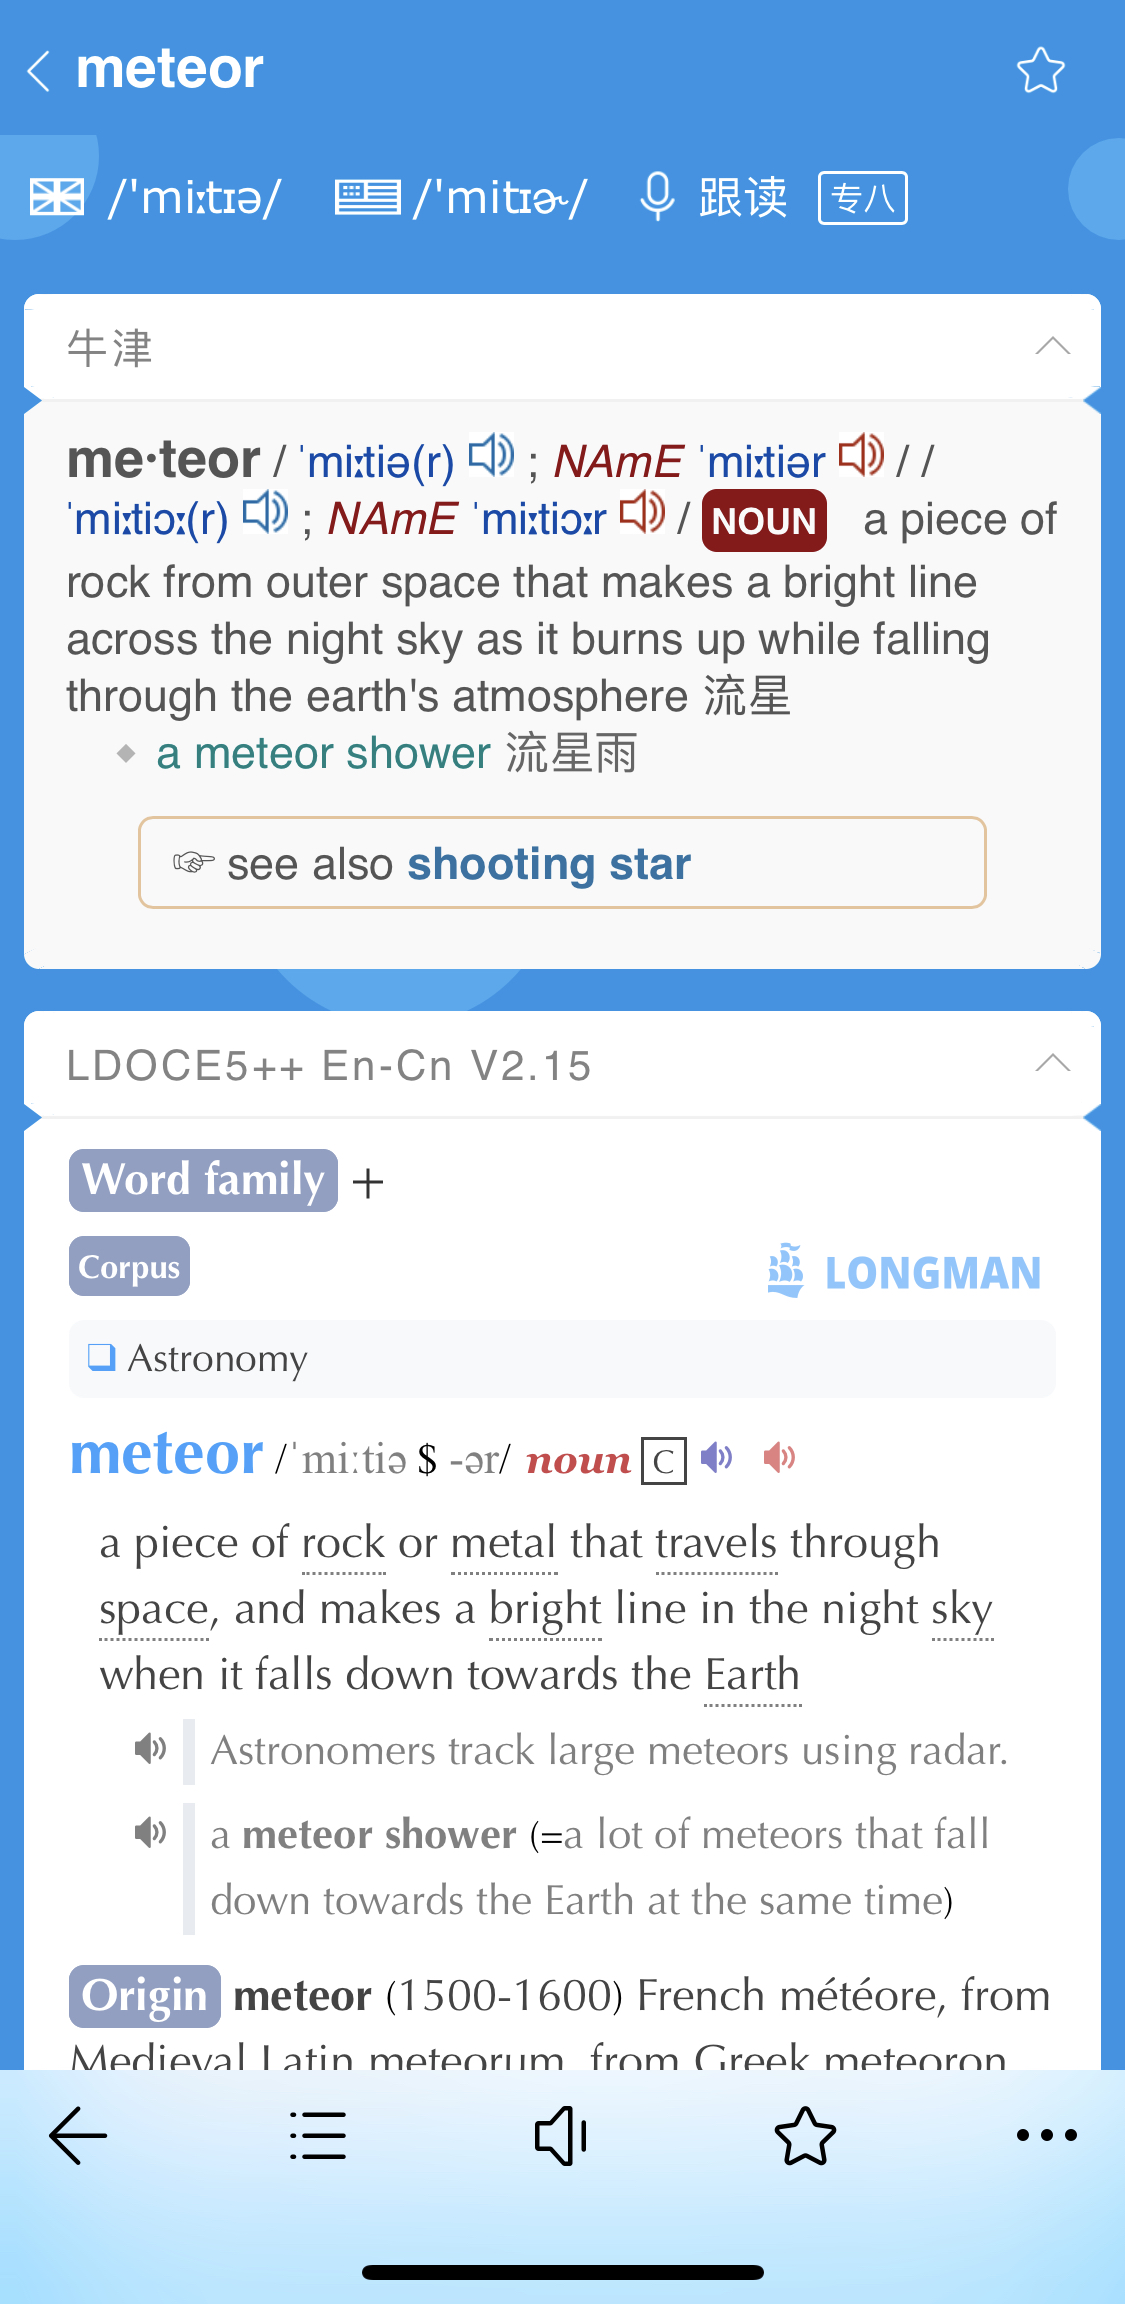 meteor
/'miːtɪə/ /'mitɪɚ/ 跟读 专八
牛津
me·teor / ˈmiːtiə(r) ; NAmE ˈmiːtiər / /
ˈmiːtiɔː(r) ; NAmE ˈmiːtiɔːr / NOUN a piece of
rock from outer space that makes a bright line
across the night sky as it burns up while falling
through the earth's atmosphere 流星
a meteor shower 流星雨
☞ see also shooting star
LDOCE5++ En-Cn V2.15
Word family +
Corpus LONGMAN
❏ Astronomy
meteor /ˈmiːtiə $ -ər/ noun C
a piece of rock or metal that travels through
space, and makes a bright line in the night sky
when it falls down towards the Earth
Astronomers track large meteors using radar.
a meteor shower (=a lot of meteors that fall
down towards the Earth at the same time)
Origin meteor (1500-1600) French météore, from
Medieval Latin meteorum, from Greek meteoron